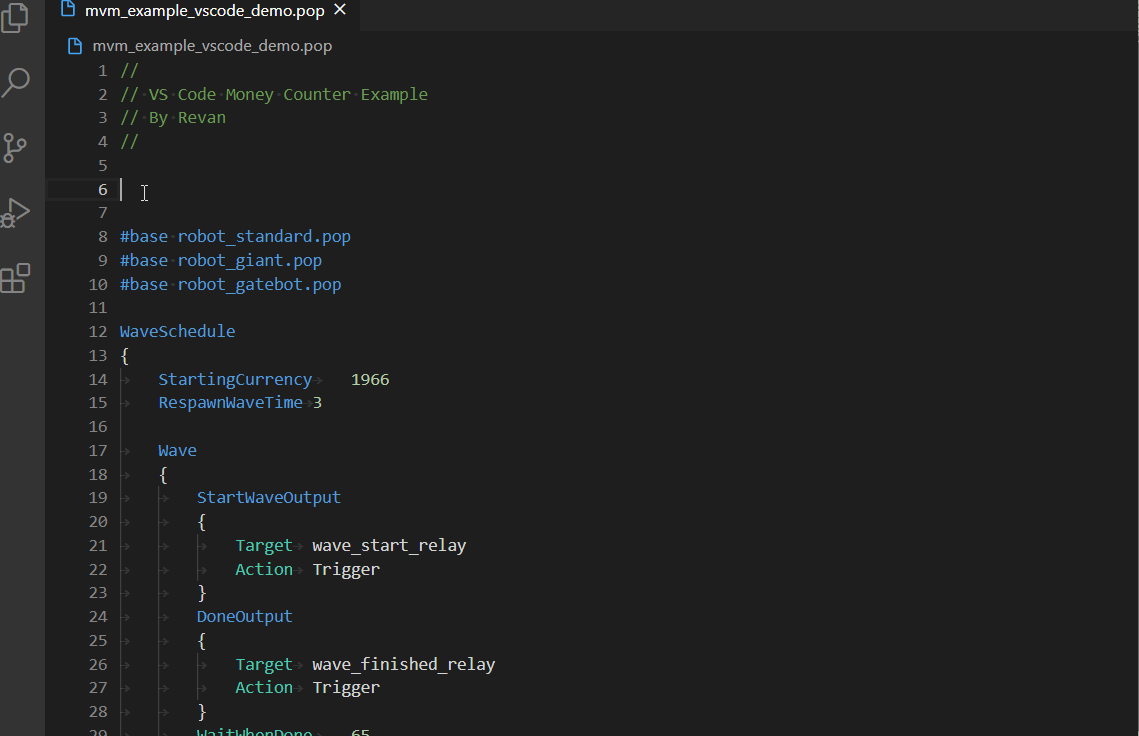 mvm_example_vscode_demo.pop
mvm_example_vscode_demo.pop
1 //
2 // VS Code Money Counter Example
3 // By Revan
4 //
5
6
7
8 #base robot_standard.pop
9 #base robot_giant.pop
10 #base robot_gatebot.pop
11
12 WaveSchedule
13 {
14 StartingCurrency 1966
15 RespawnWaveTime 3
16
17 Wave
18 {
19 StartWaveOutput
20 {
21 Target wave_start_relay
22 Action Trigger
23 }
24 DoneOutput
25 {
26 Target wave_finished_relay
27 Action Trigger
28 }
29 WaitWhenDone 65